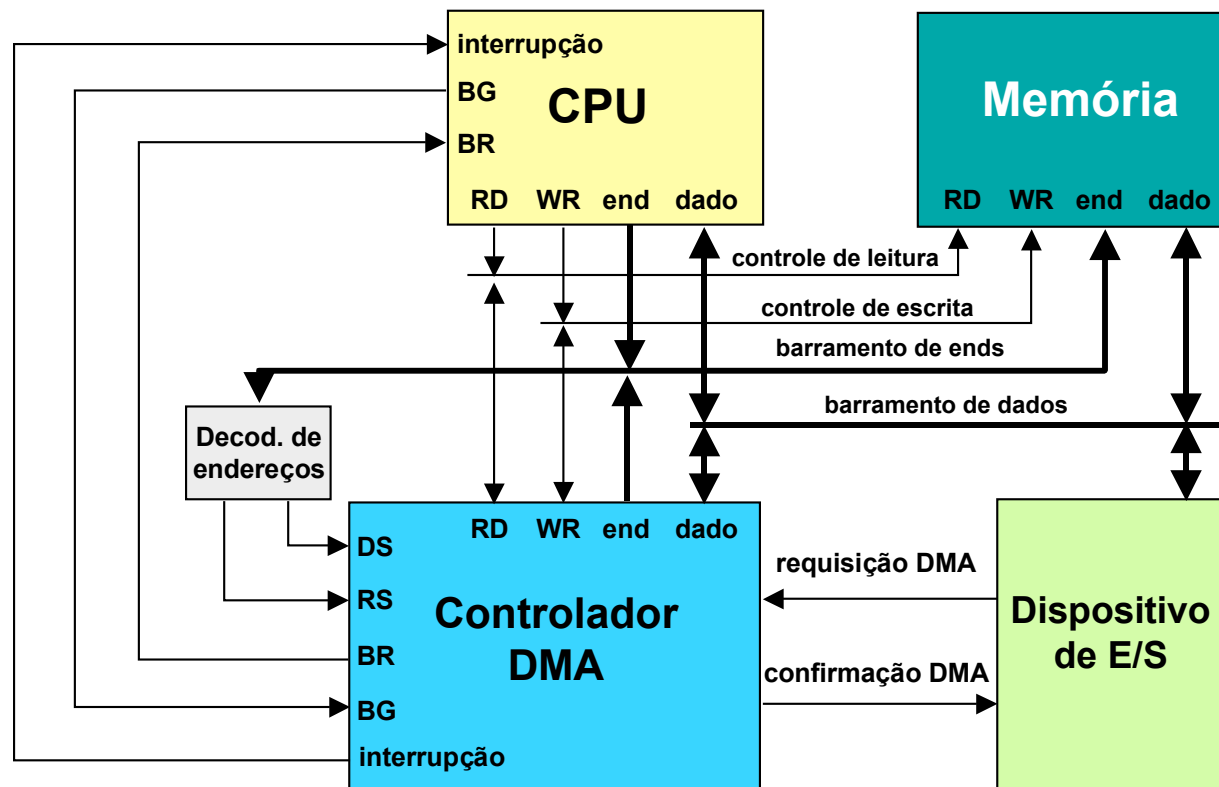 interrupção
BG
CPU
BR
RD WR end dado
Memória
RD WR end dado
controle de leitura
controle de escrita
barramento de ends
barramento de dados
Decod. de
endereços
RD WR end dado
DS
RS
BR
BG
interrupção
Controlador
DMA
requisição DMA
confirmação DMA
Dispositivo
de E/S